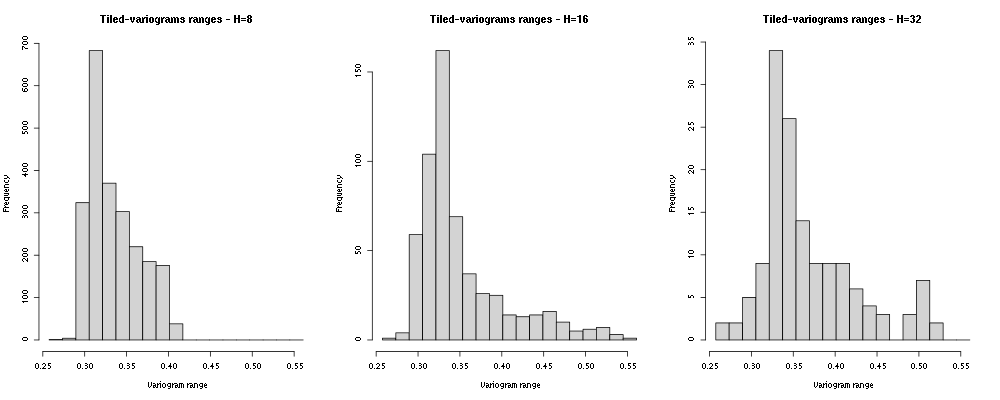 Tiled-variograms ranges - H=8
Frequency
700
600
500
400
300
200
100
0
0.25 0.30 0.35 0.40 0.45 0.50 0.55
Variogram range
Tiled-variograms ranges - H=16
Frequency
150
100
50
0
0.25 0.30 0.35 0.40 0.45 0.50 0.55
Variogram range
Tiled-variograms ranges - H=32
Frequency
35
30
25
20
15
10
5
0
0.25 0.30 0.35 0.40 0.45 0.50 0.55
Variogram range